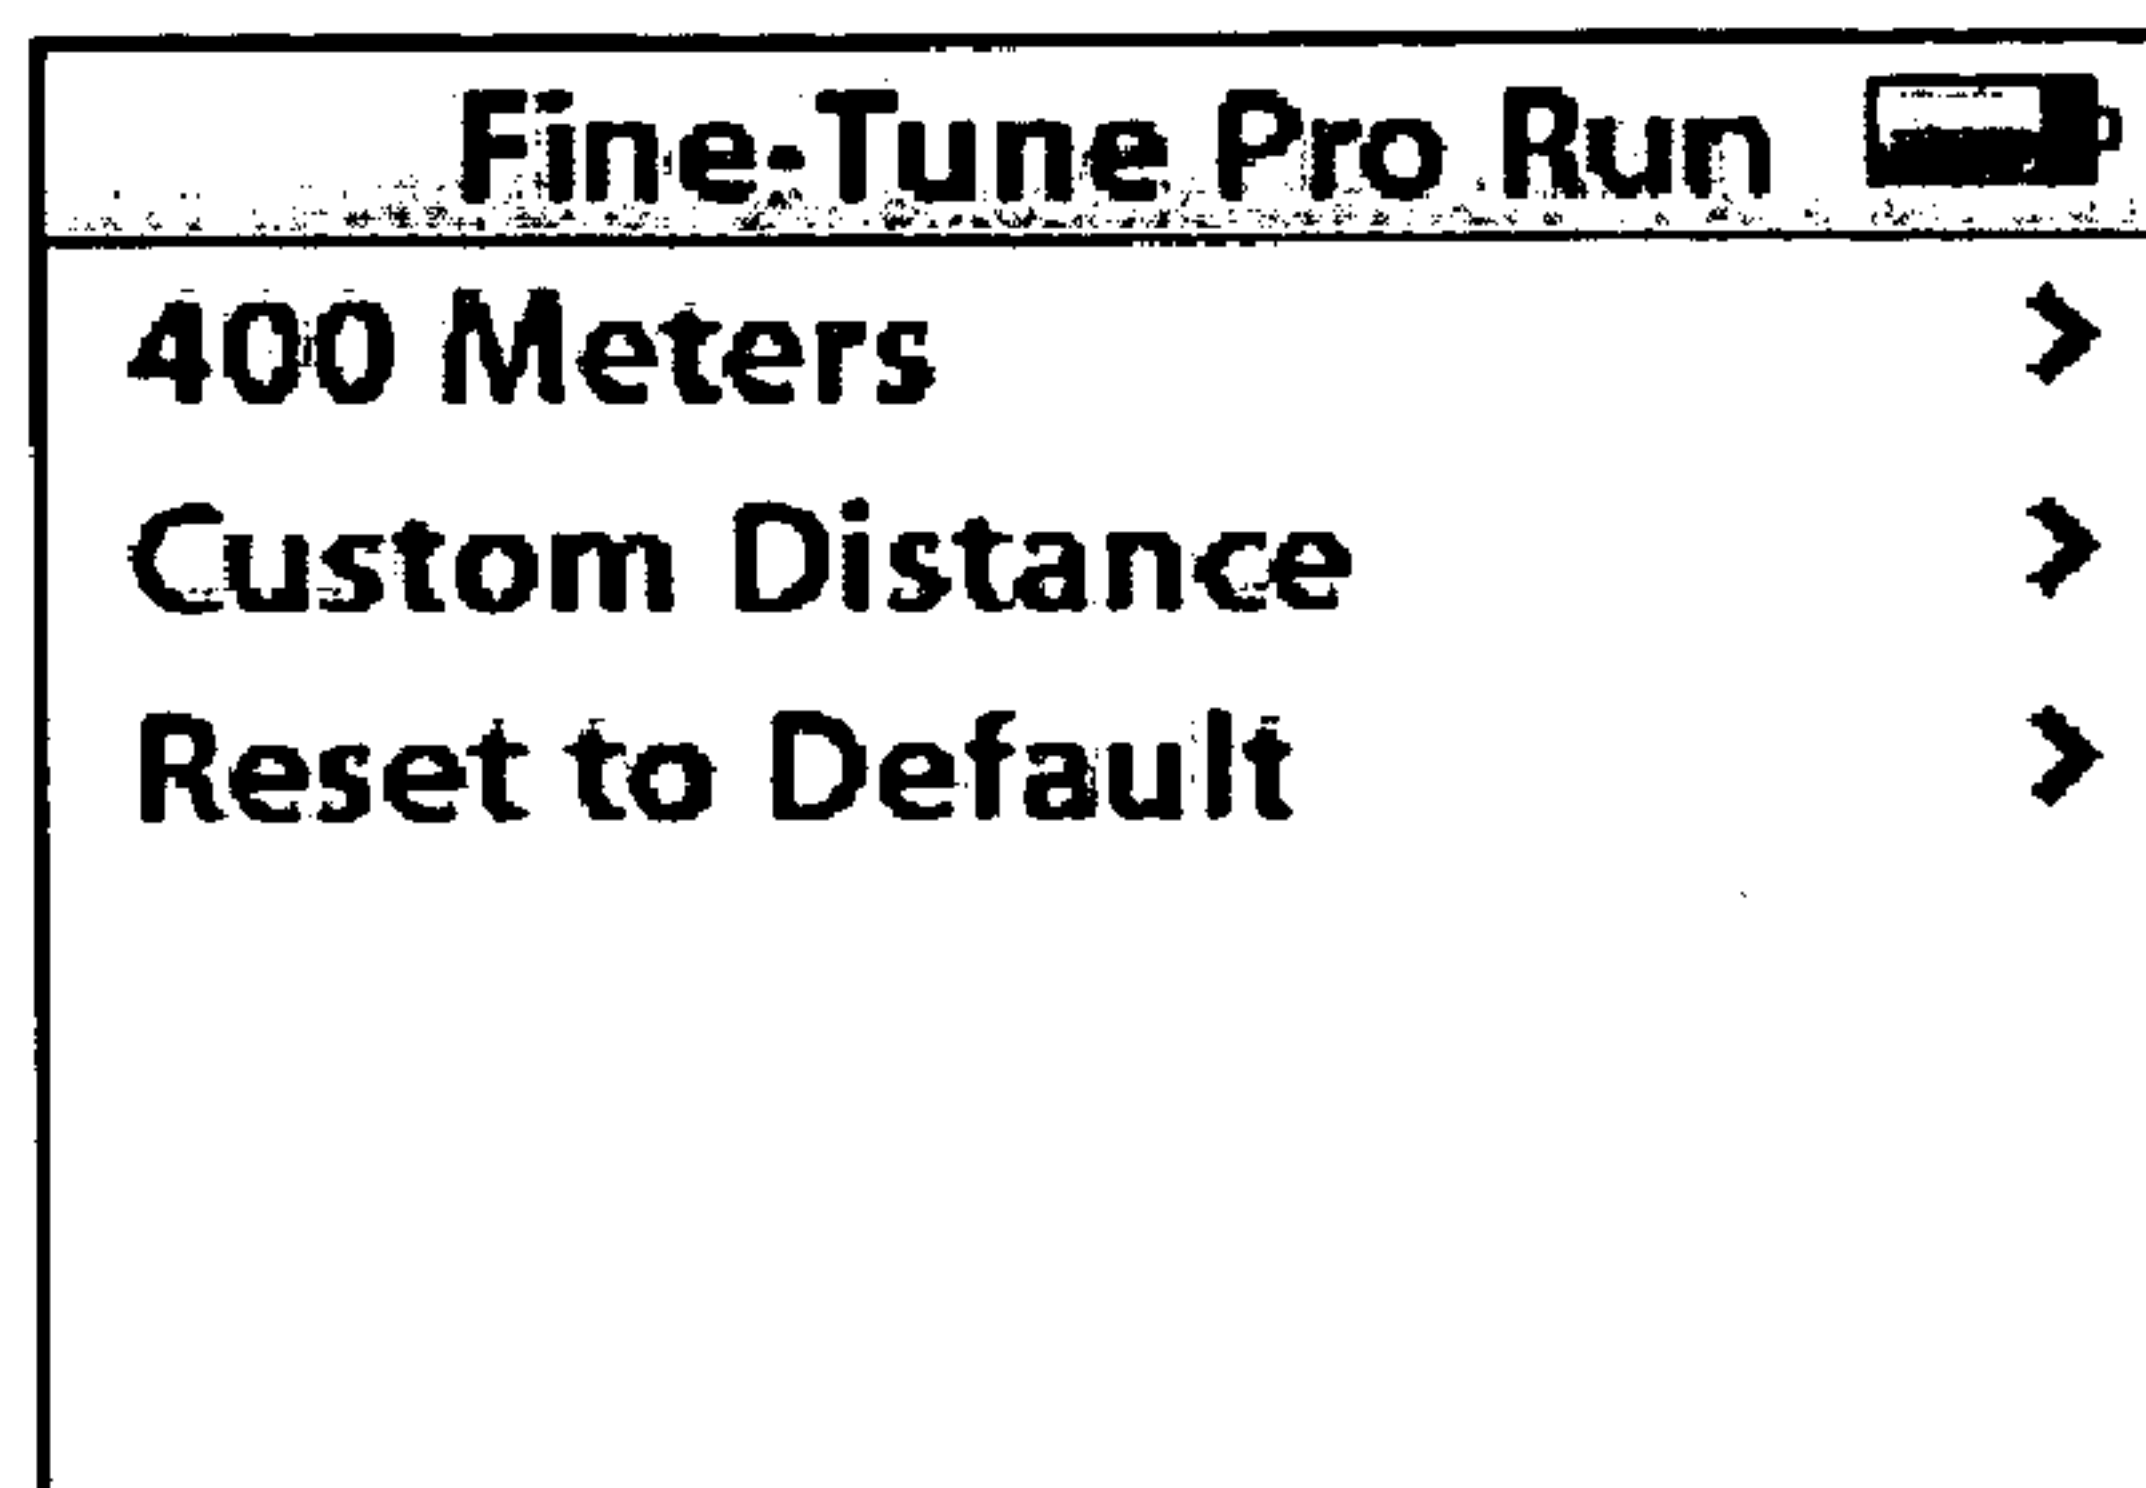 Fine-Tune Pro Run
400 Meters >
Custom Distance >
Reset to Default >